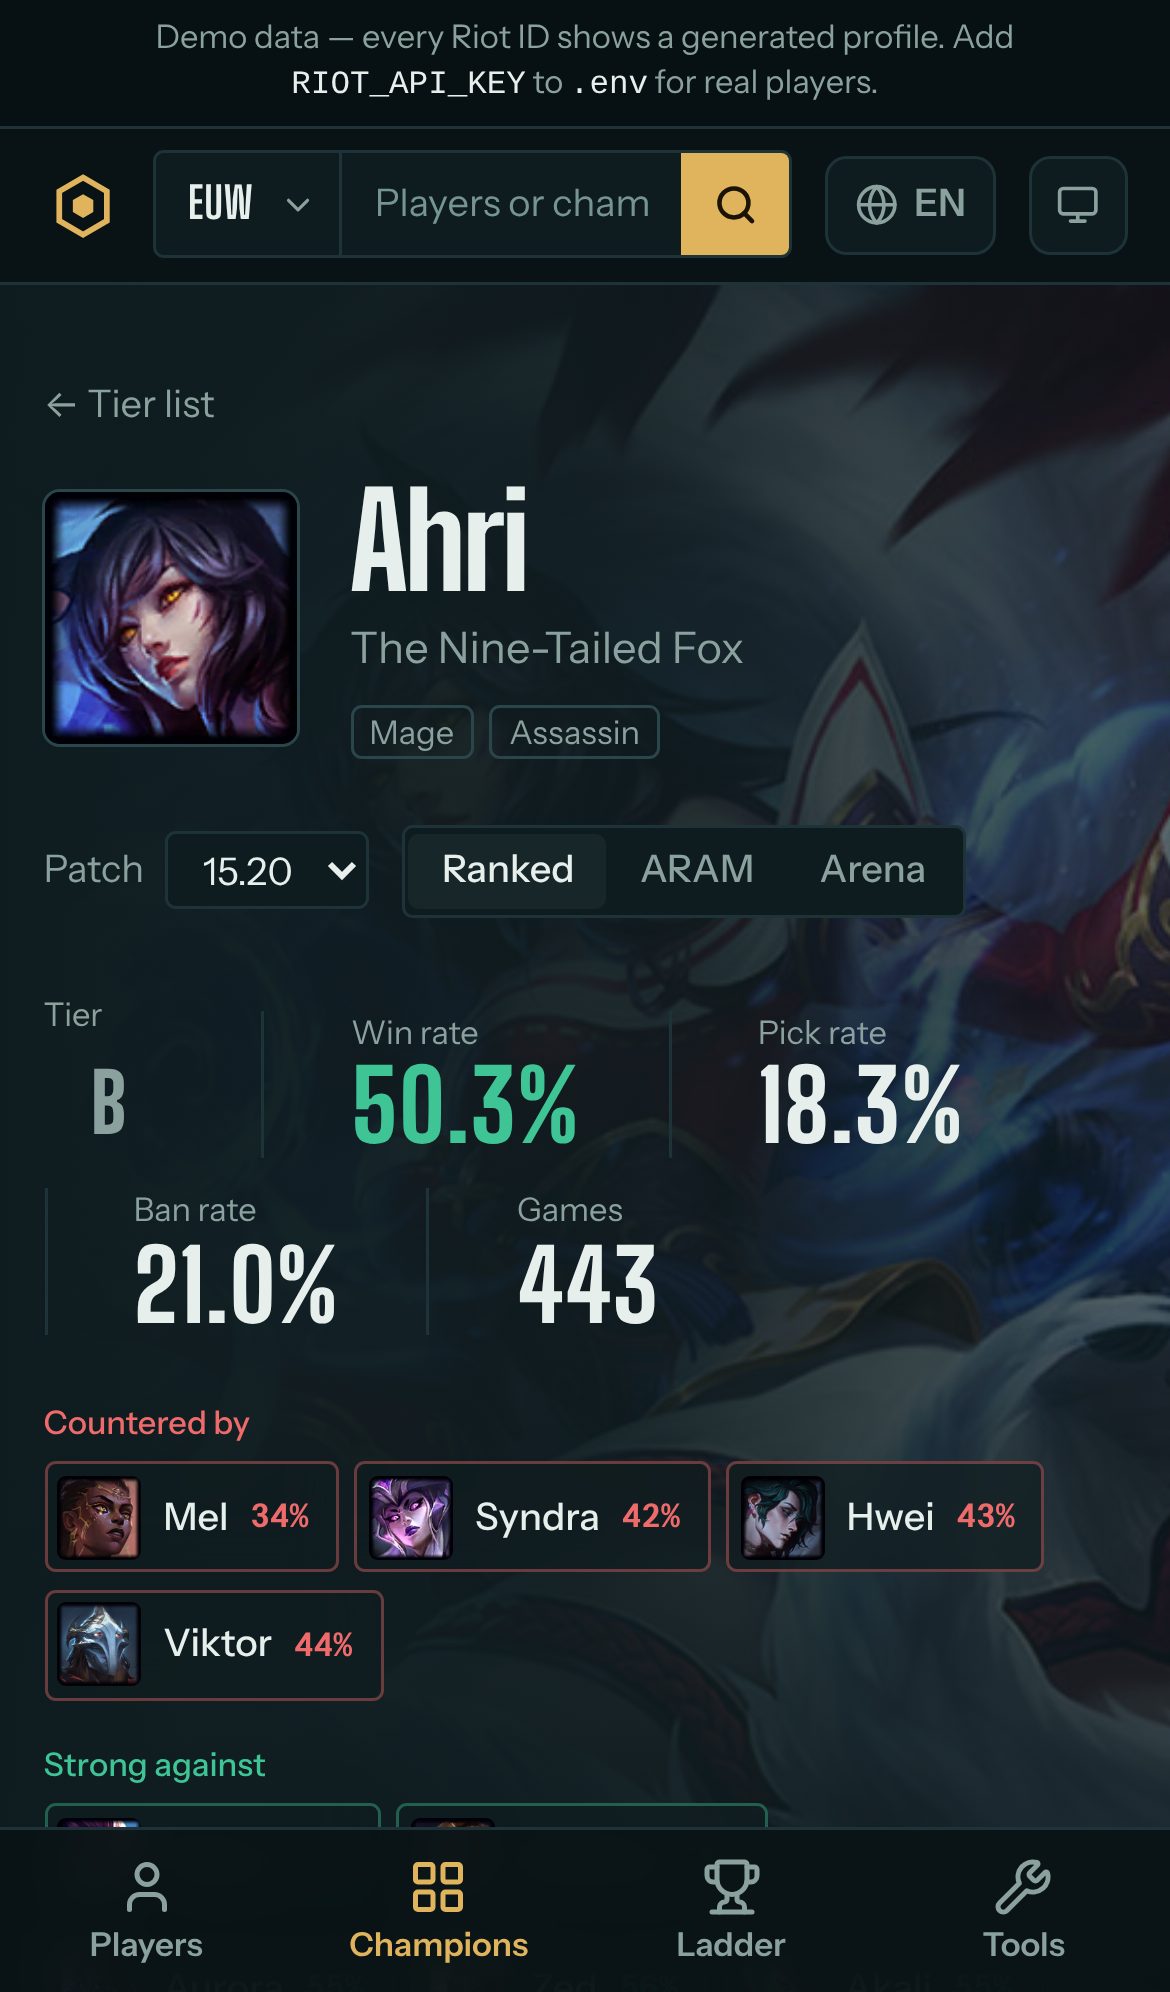 Demo data — every Riot ID shows a generated profile. Add
RIOT_API_KEY to .env for real players.
EUW
Players or cham
EN
← Tier list
Ahri
The Nine-Tailed Fox
Mage
Assassin
Patch
15.20
Ranked
ARAM
Arena
Tier
B
Win rate
50.3%
Pick rate
18.3%
Ban rate
21.0%
Games
443
Countered by
Mel 34%
Syndra 42%
Hwei 43%
Viktor 44%
Strong against
Players
Champions
Ladder
Tools